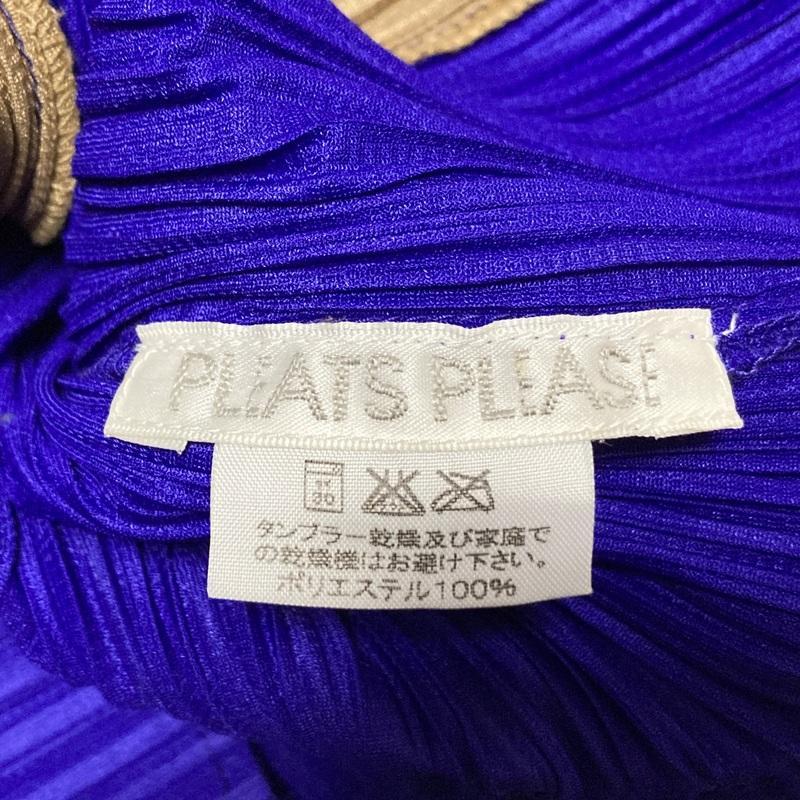 PLEATS PLEASE
30
タンブラー乾燥及び家庭で
の乾燥機はお避け下さい。
ポリエステル100%